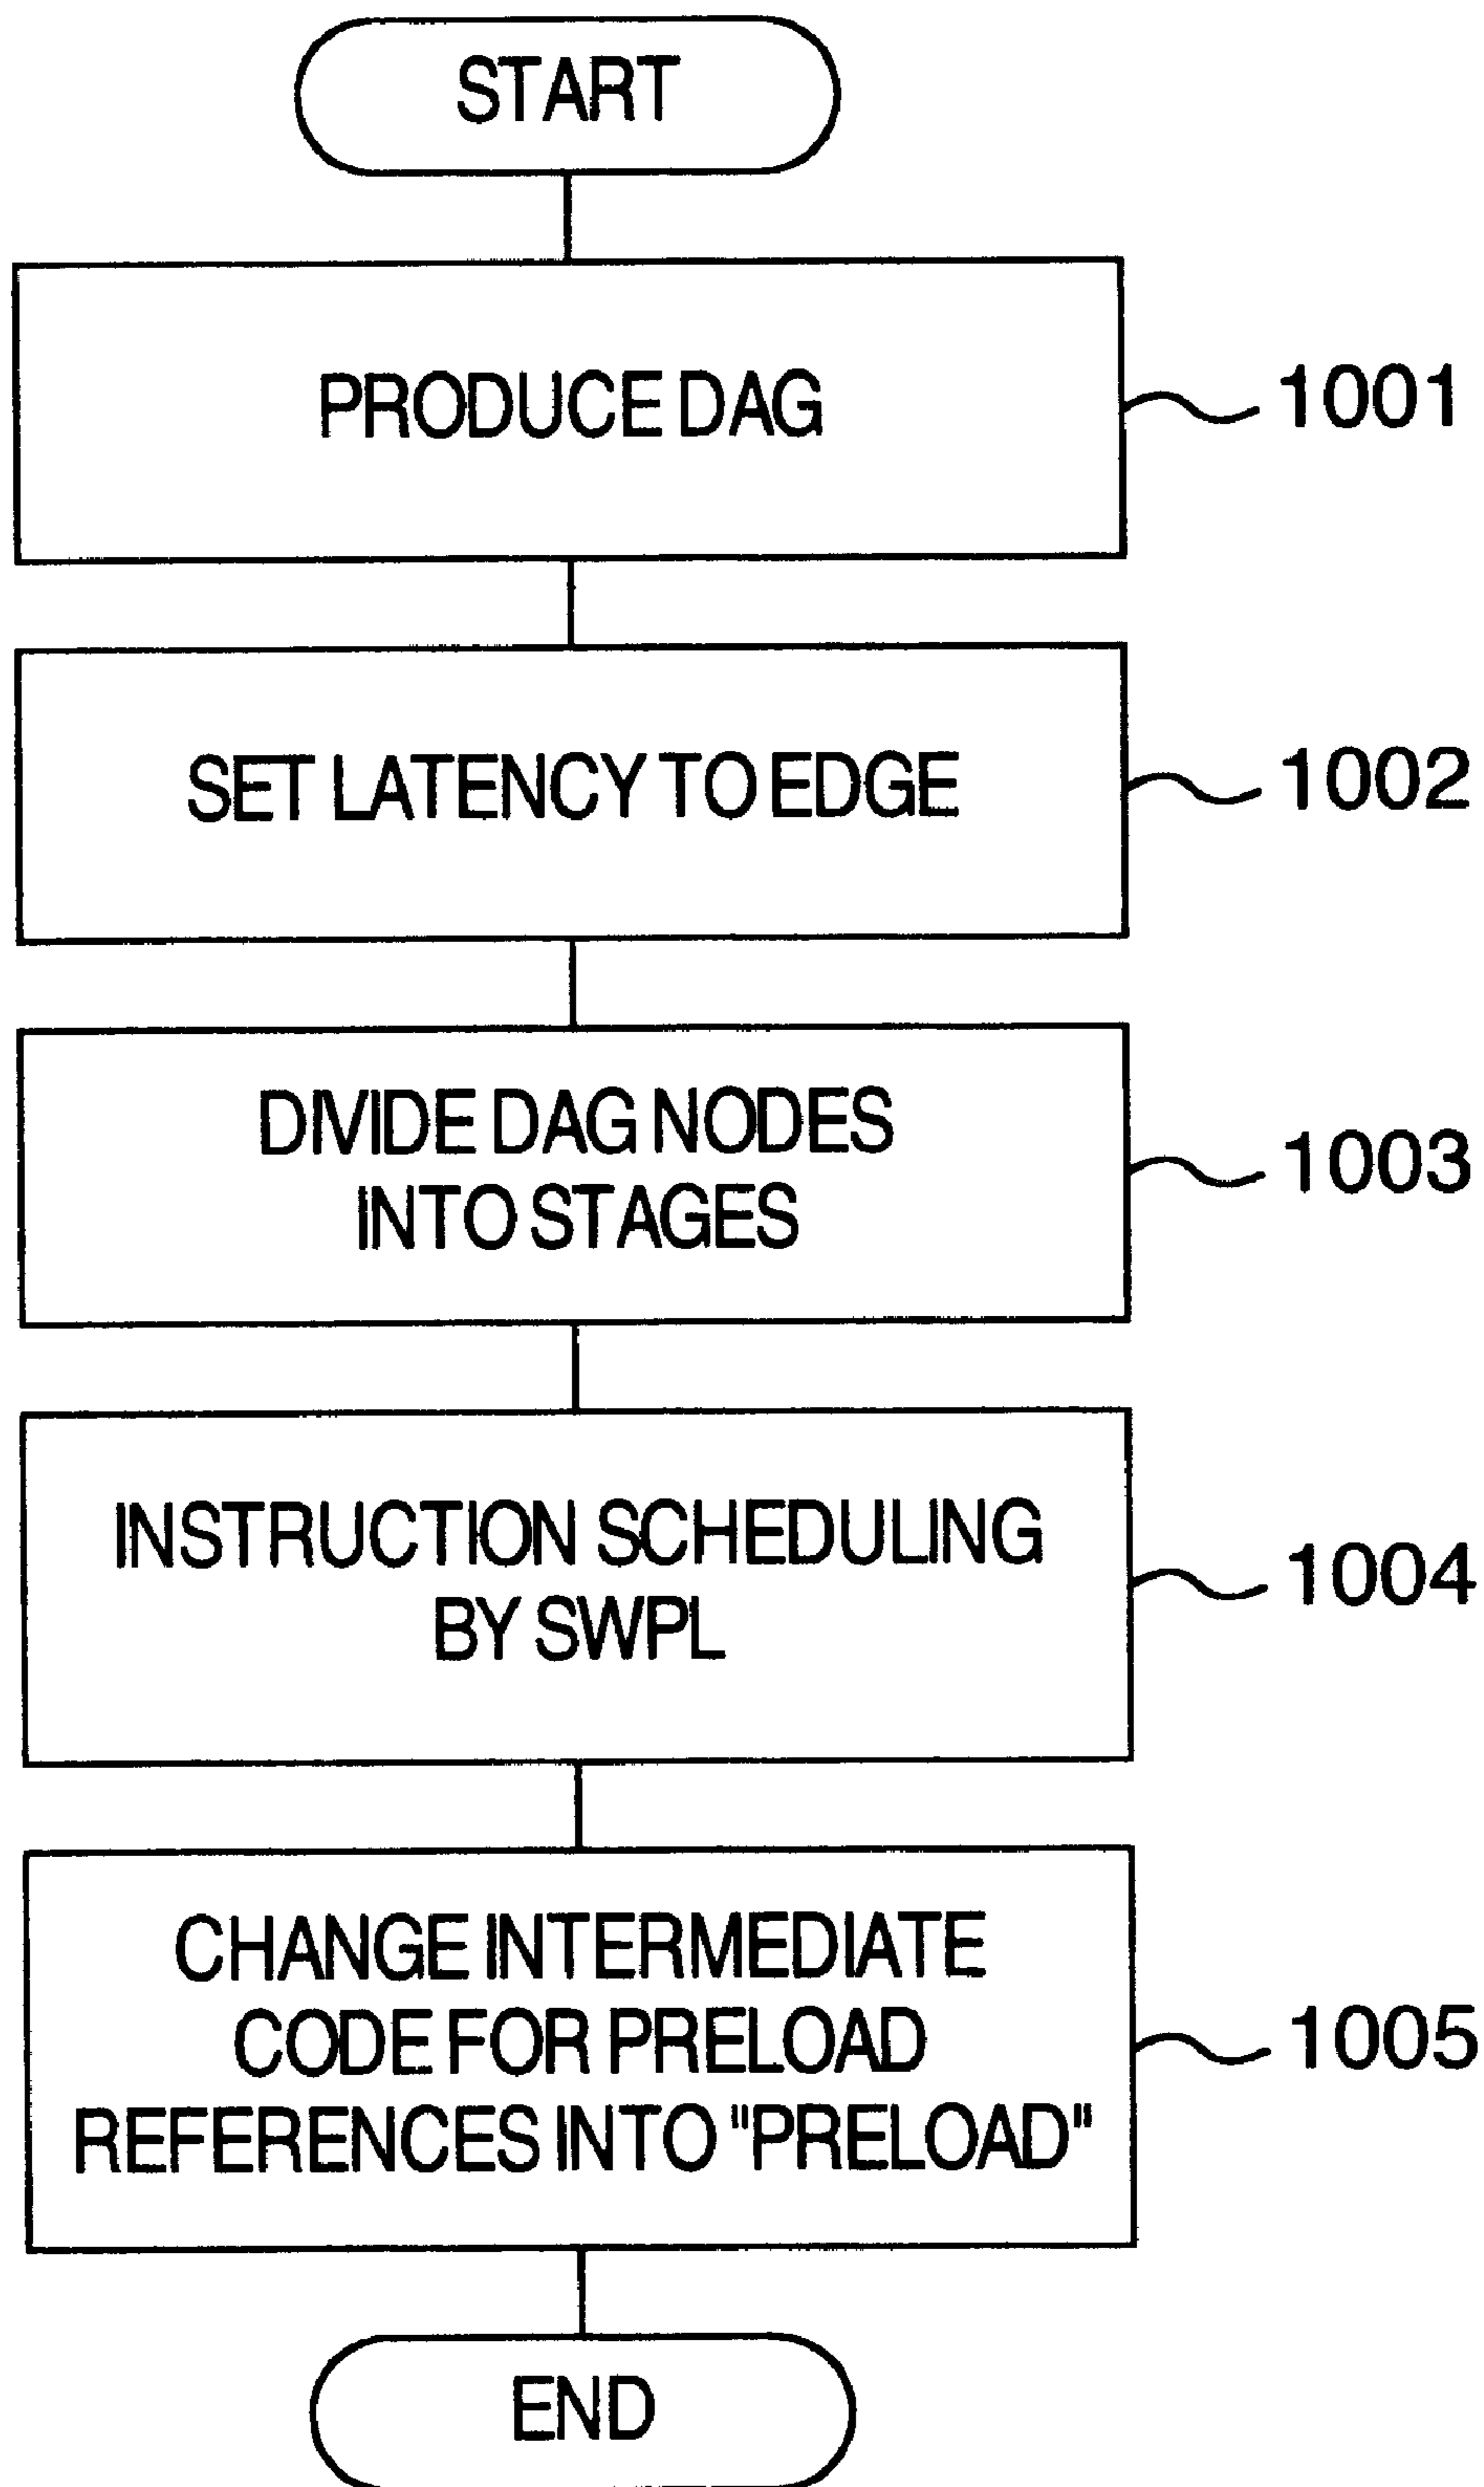 START
PRODUCE DAG
1001
SET LATENCY TO EDGE
1002
DIVIDE DAG NODES
INTO STAGES
1003
INSTRUCTION SCHEDULING
BY SWPL
1004
CHANGE INTERMEDIATE
CODE FOR PRELOAD
REFERENCES INTO "PRELOAD"
1005
END